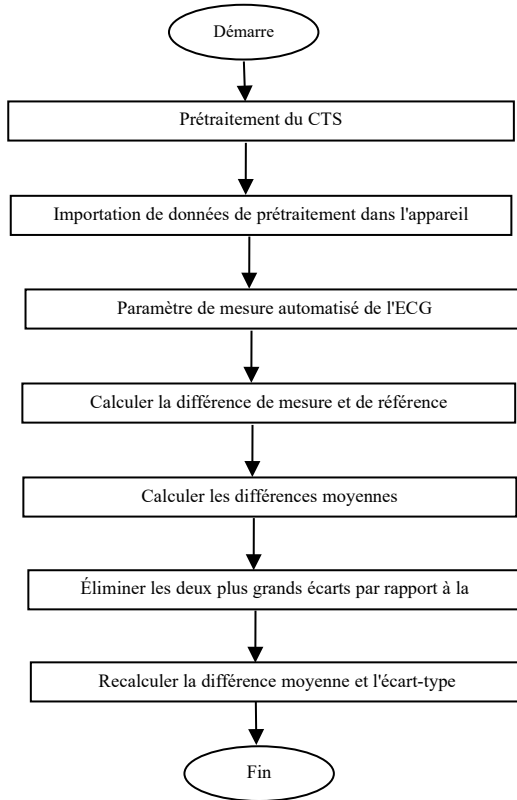 Démarre
Prétraitement du CTS
Importation de données de prétraitement dans l'appareil
Paramètre de mesure automatisé de l'ECG
Calculer la différence de mesure et de référence
Calculer les différences moyennes
Éliminer les deux plus grands écarts par rapport à la
Recalculer la différence moyenne et l'écart-type
Fin